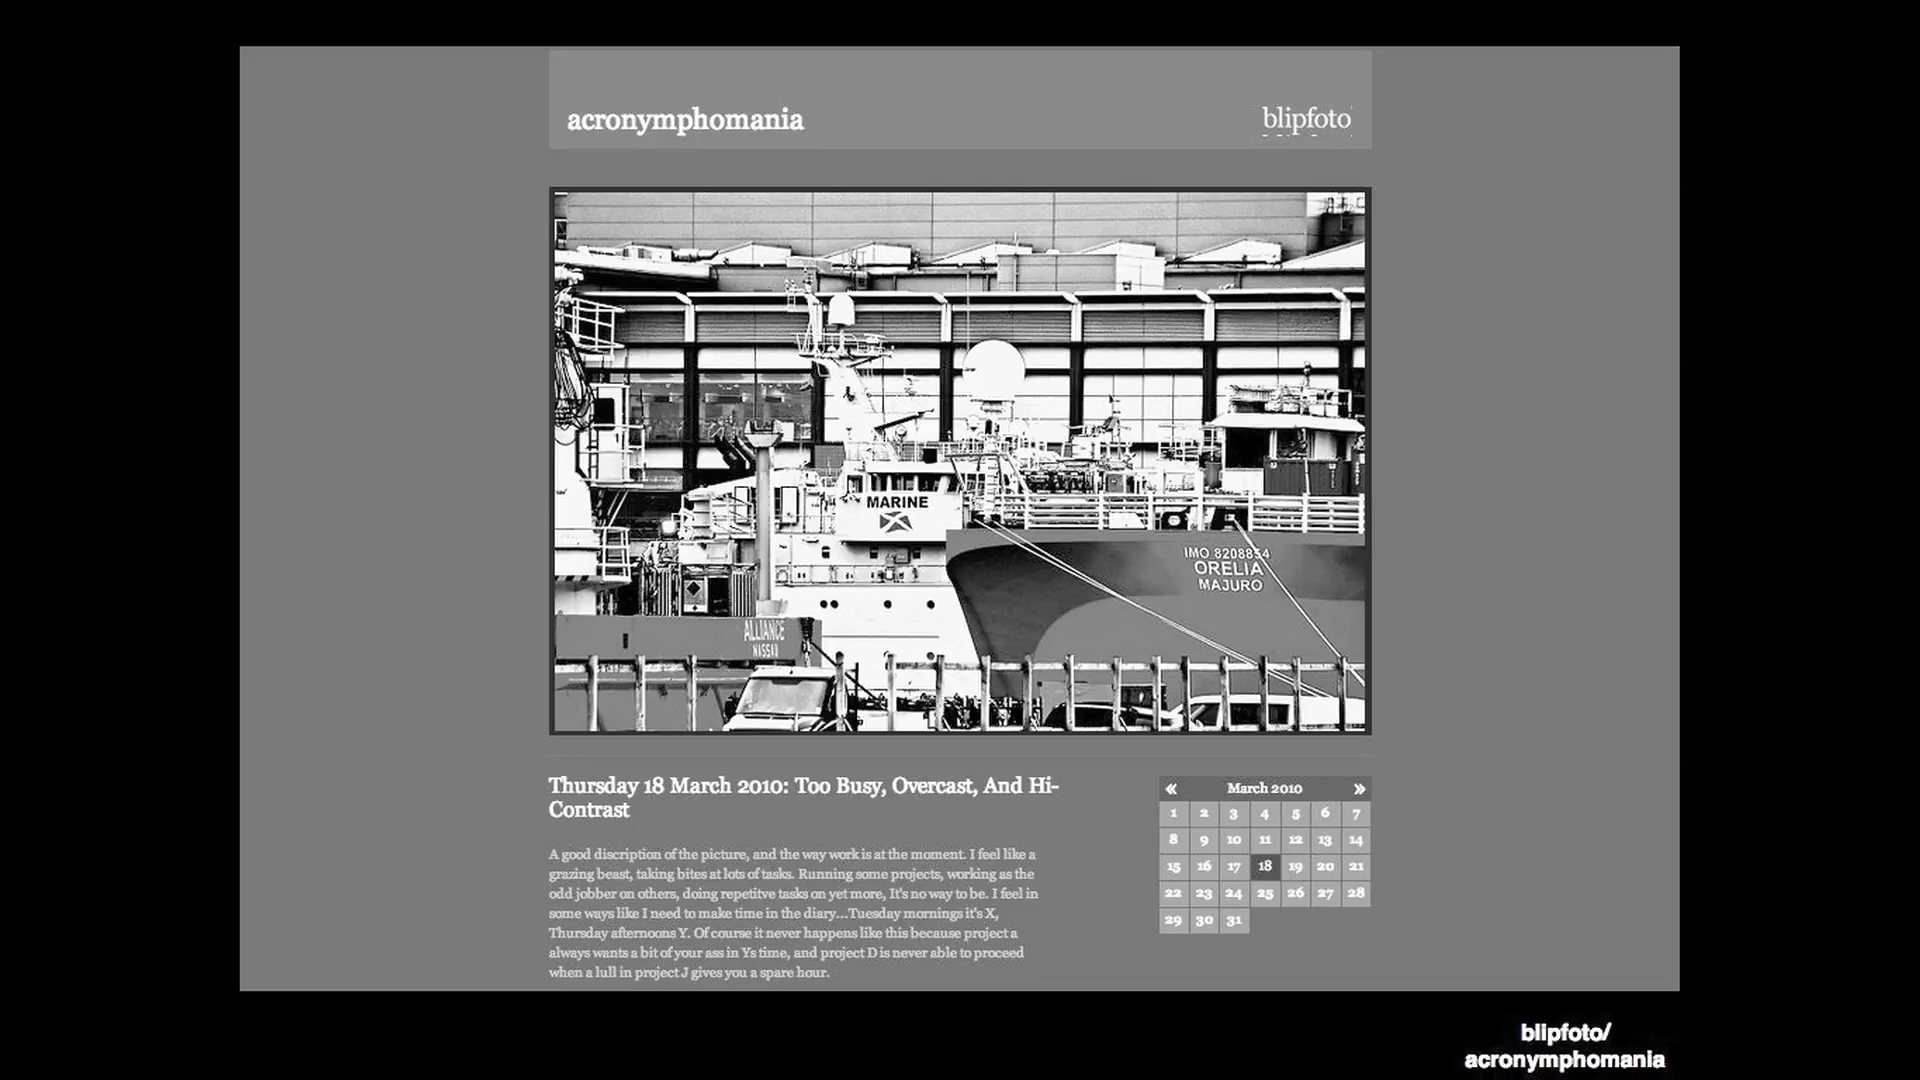 acronymphomania
blipfoto
MARINE
IMO 8208854
ORELIA
MAJURO
ALLIANCE
NASSAU
Thursday 18 March 2010: Too Busy, Overcast, And Hi-
Contrast
A good discription of the picture, and the way work is at the moment. I feel like a
grazing beast, taking bites at lots of tasks. Running some projects, working as the
odd jobber on others, doing repetitve tasks on yet more, It's no way to be. I feel in
some ways like I need to make time in the diary...Tuesday mornings it's X,
Thursday afternoons Y. Of course it never happens like this because project a
always wants a bit of your ass in Ys time, and project D is never able to proceed
when a lull in project J gives you a spare hour.
« March 2010 »
1 2 3 4 5 6 7
8 9 10 11 12 13 14
15 16 17 18 19 20 21
22 23 24 25 26 27 28
29 30 31
blipfoto/
acronymphomania